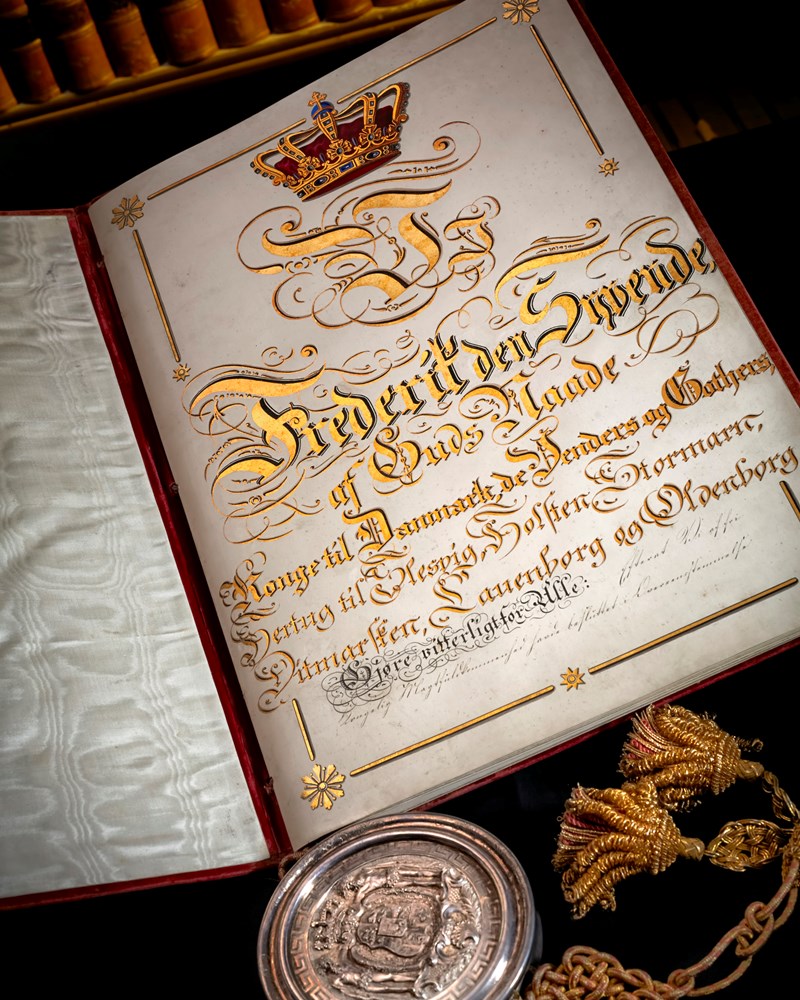 Vi
Frederik den Syvende,
af Guds Naade
Konge til Danmark, de Venders og Gothers,
Hertug til Slesvig, Holsten, Stormarn,
Ditmarsken, Lauenborg og Oldenborg
Gjøre vitterligt for Alle: